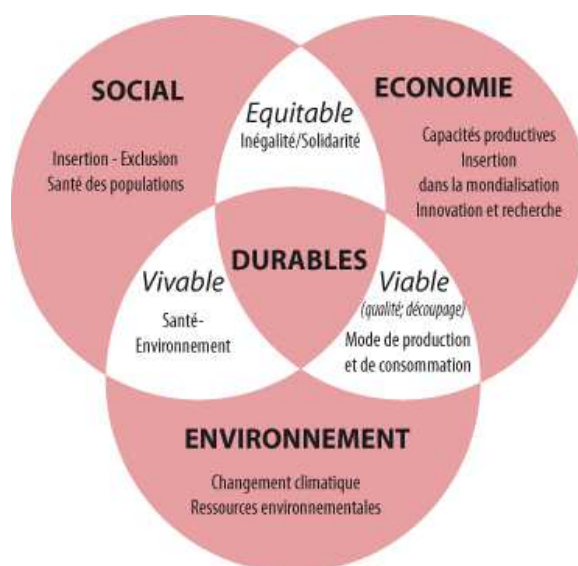 SOCIAL
Insertion - Exclusion
Santé des populations
ECONOMIE
Capacités productives
Insertion
dans la mondialisation
Innovation et recherche
Equitable
Inégalité/Solidarité
DURABLES
Vivable
Santé-
Environnement
Viable
(qualité; découpage)
Mode de production
et de consommation
ENVIRONNEMENT
Changement climatique
Ressources environnementales